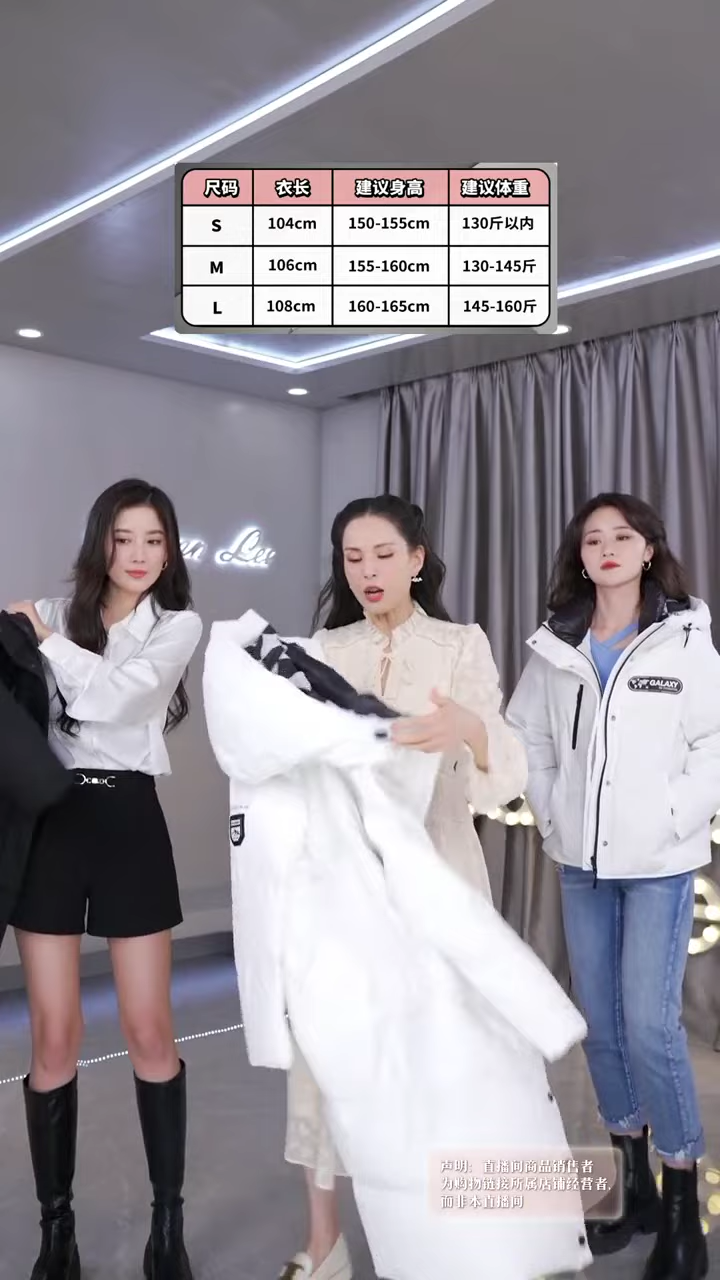 尺码 衣长 建议身高 建议体重
S 104cm 150-155cm 130斤以内
M 106cm 155-160cm 130-145斤
L 108cm 160-165cm 145-160斤
GALAXY
声明：直播间商品销售者
为购物链接所属店铺经营者，
而非本直播间